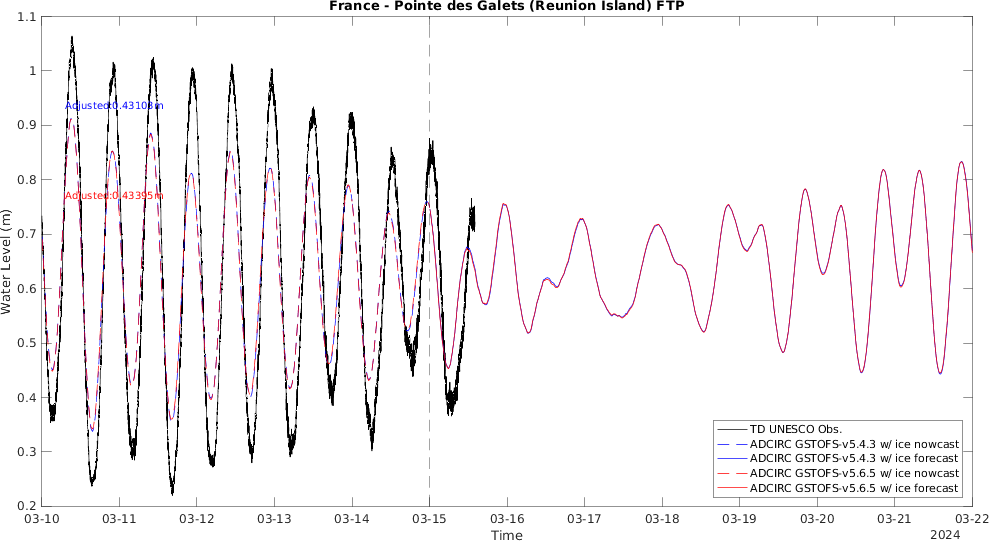 France - Pointe des Galets (Reunion Island) FTP
1.1
1
0.9
0.8
0.7
0.6
0.5
0.4
0.3
0.2
Water Level (m)
Adjusted:0.43103m
Adjusted:0.43395m
TD UNESCO Obs.
ADCIRC GSTOFS-v5.4.3 w/ ice nowcast
ADCIRC GSTOFS-v5.4.3 w/ ice forecast
ADCIRC GSTOFS-v5.6.5 w/ ice nowcast
ADCIRC GSTOFS-v5.6.5 w/ ice forecast
03-10 03-11 03-12 03-13 03-14 03-15 03-16 03-17 03-18 03-19 03-20 03-21 03-22
Time
2024